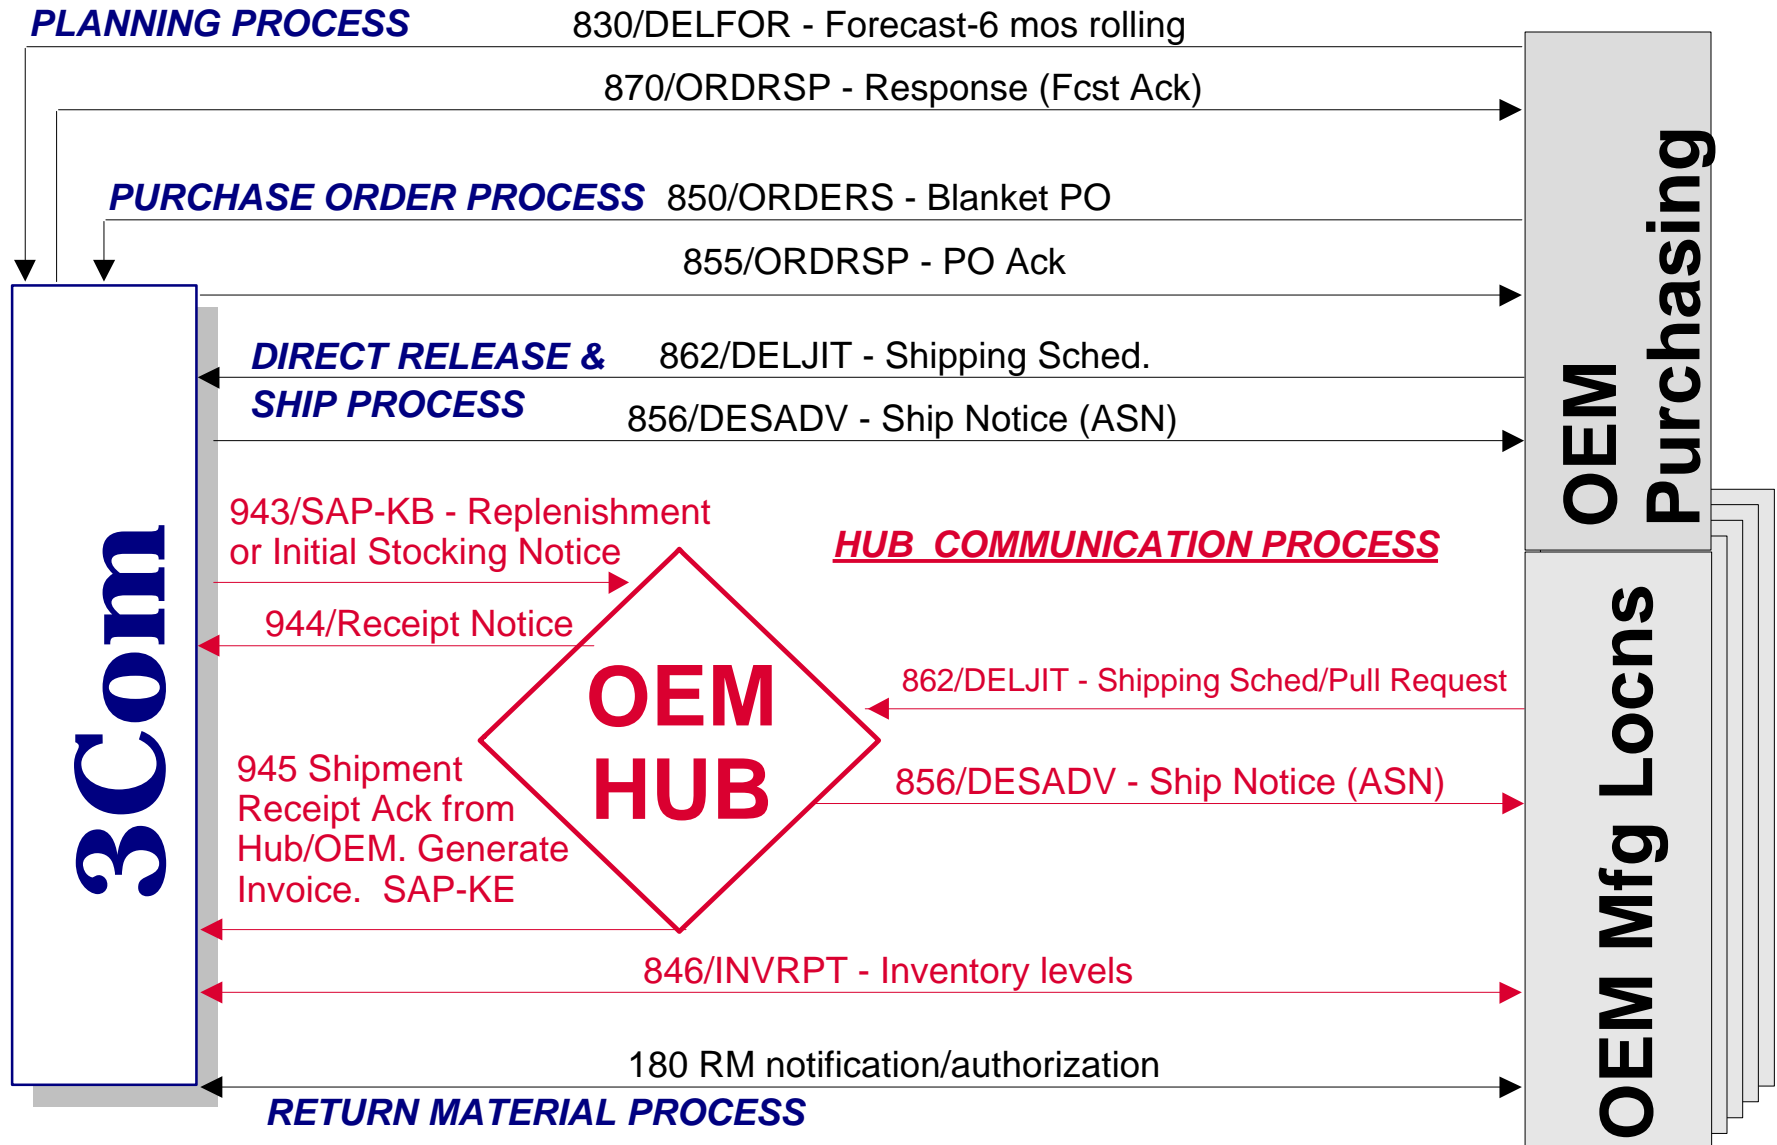 PLANNING PROCESS
830/DELFOR - Forecast-6 mos rolling
870/ORDRSP - Response (Fcst Ack)
PURCHASE ORDER PROCESS
850/ORDERS - Blanket PO
855/ORDRSP - PO Ack
DIRECT RELEASE &
SHIP PROCESS
862/DELJIT - Shipping Sched.
856/DESADV - Ship Notice (ASN)
OEM
Purchasing
3Com
943/SAP-KB - Replenishment
or Initial Stocking Notice
HUB COMMUNICATION PROCESS
944/Receipt Notice
OEM
HUB
862/DELJIT - Shipping Sched/Pull Request
856/DESADV - Ship Notice (ASN)
945 Shipment
Receipt Ack from
Hub/OEM. Generate
Invoice. SAP-KE
846/INVRPT - Inventory levels
OEM Mfg Locns
180 RM notification/authorization
RETURN MATERIAL PROCESS